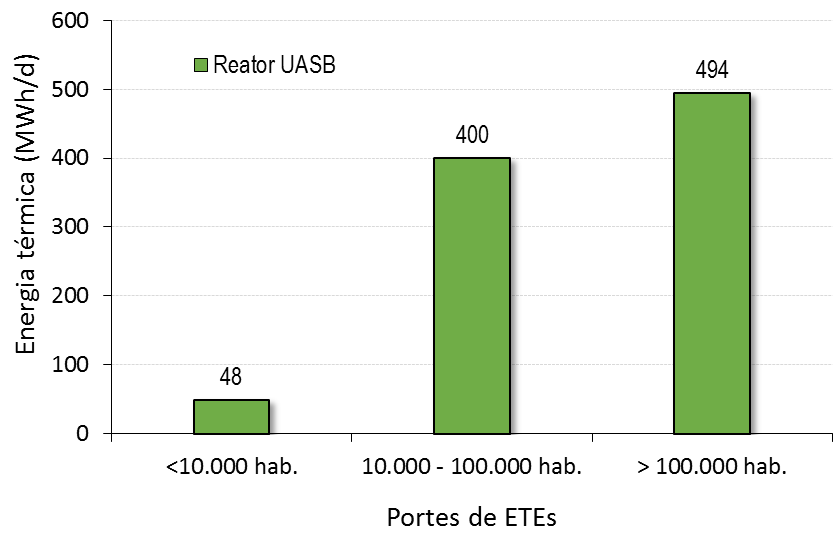 600
500
400
300
200
100
0
Energia térmica (MWh/d)
Reator UASB
48
400
494
<10.000 hab.
10.000 - 100.000 hab.
> 100.000 hab.
Portes de ETEs